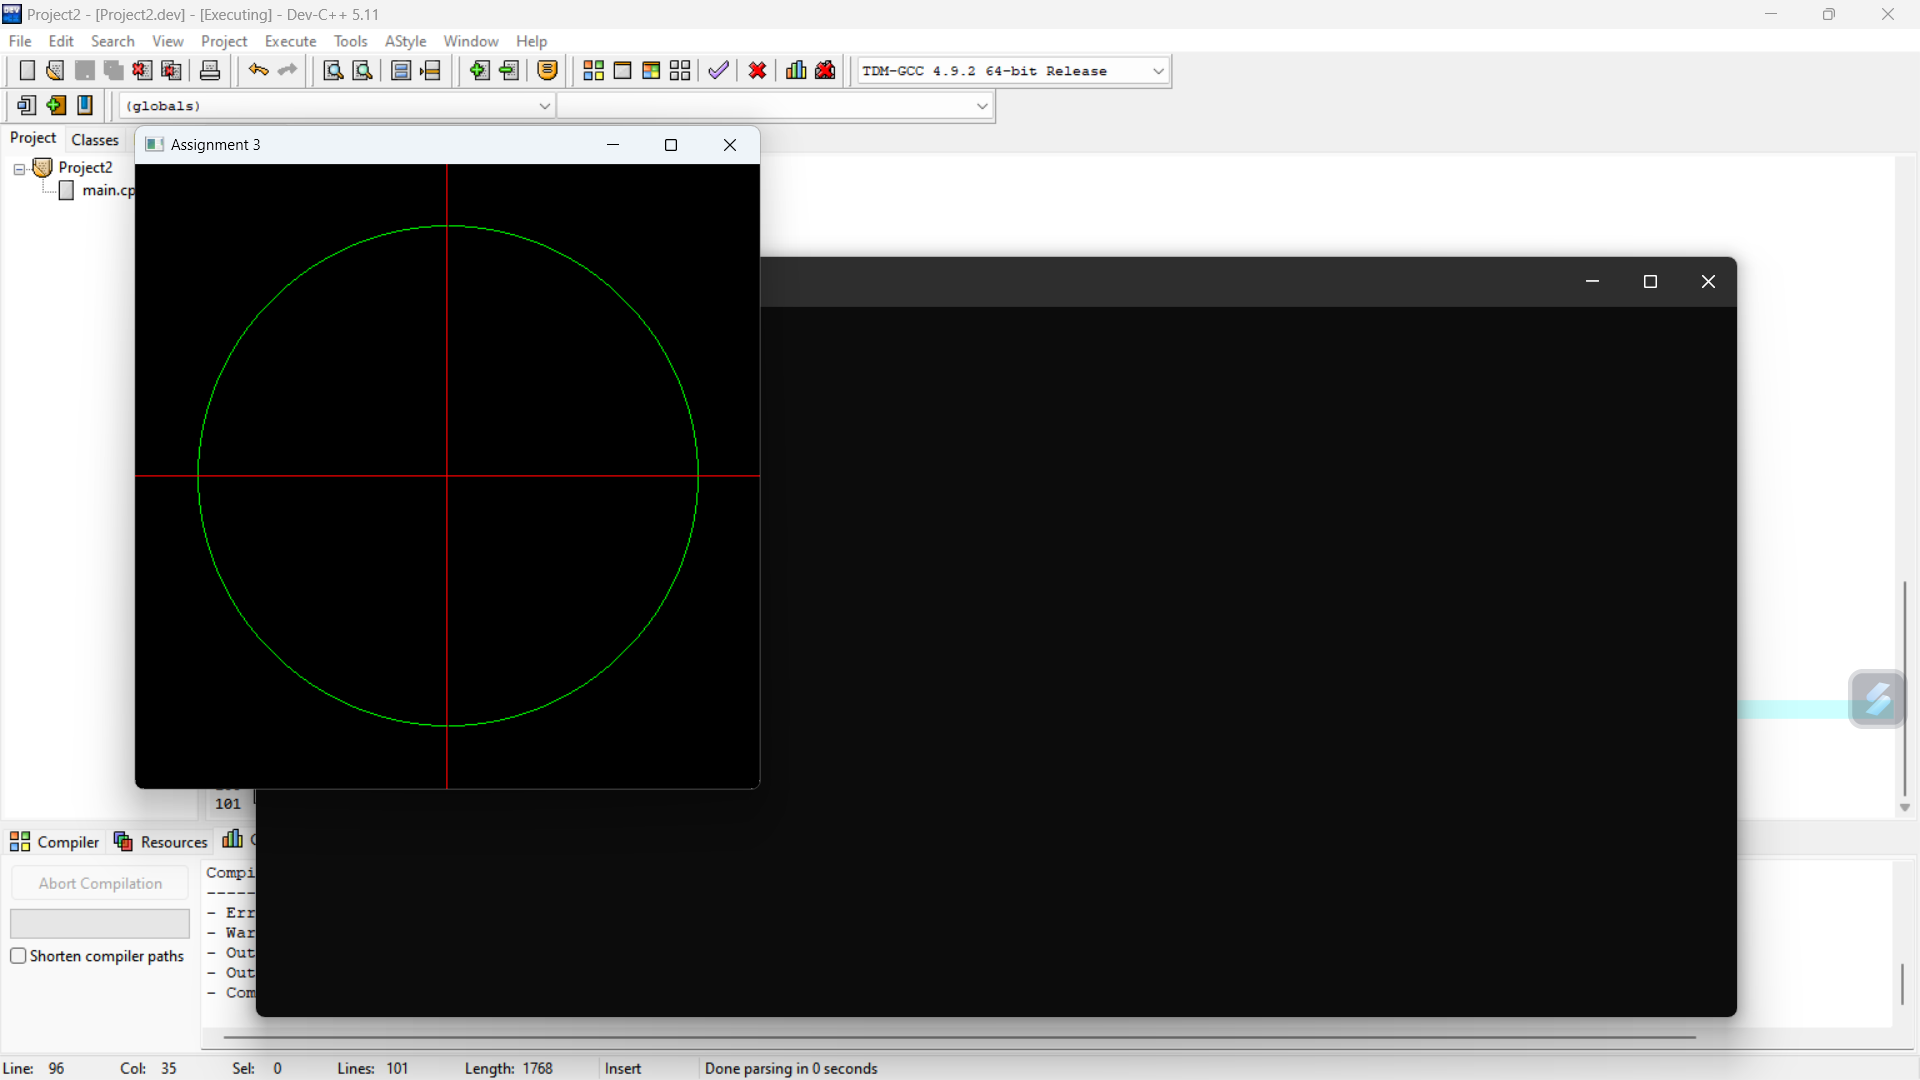 Project2 - [Project2.dev] - [Executing] - Dev-C++ 5.11
File Edit Search View Project Execute Tools AStyle Window Help
TDM-GCC 4.9.2 64-bit Release
(globals)
Project Classes
Assignment 3
Project2
main.cp
101
Compiler Resources
Abort Compilation
Shorten compiler paths
Compi
- Err
- War
- Out
- Out
- Com
Line: 96 Col: 35 Sel: 0 Lines: 101 Length: 1768 Insert Done parsing in 0 seconds